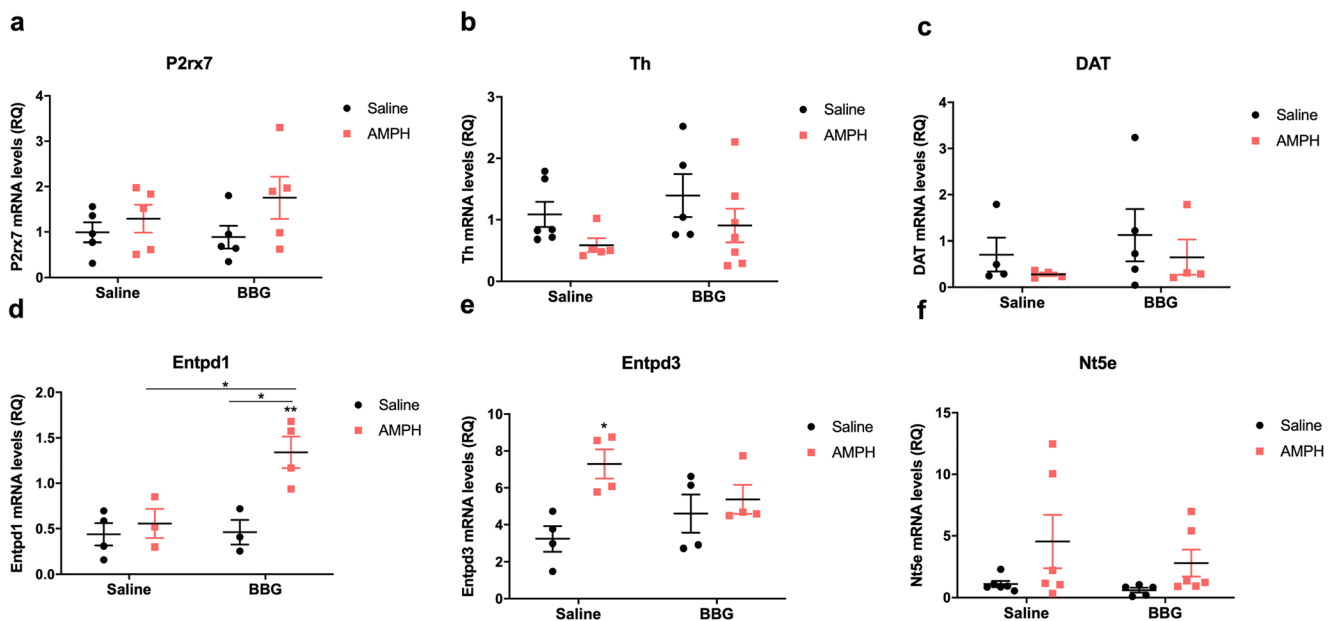 a
P2rx7
P2rx7 mRNA levels (RQ)
4
3
2
1
0
Saline
BBG
Saline
AMPH
b
Th
Th mRNA levels (RQ)
3
2
1
0
Saline
BBG
Saline
AMPH
c
DAT
DAT mRNA levels (RQ)
4
3
2
1
0
Saline
BBG
Saline
AMPH
d
Entpd1
Entpd1 mRNA levels (RQ)
2.0
1.5
1.0
0.5
0.0
*
*
**
Saline
BBG
Saline
AMPH
e
Entpd3
Entpd3 mRNA levels (RQ)
10
8
6
4
2
0
*
Saline
BBG
Saline
AMPH
f
Nt5e
Nt5e mRNA levels (RQ)
15
10
5
0
Saline
BBG
Saline
AMPH